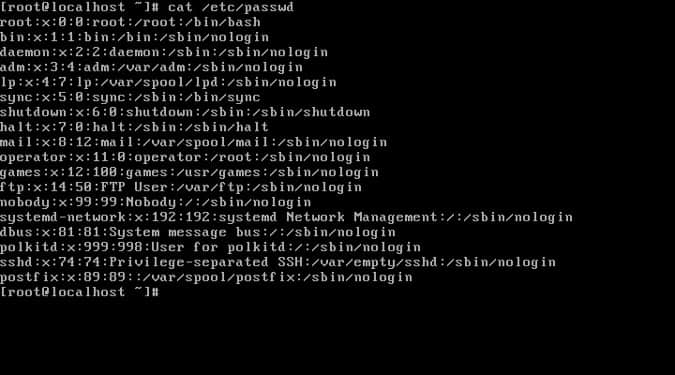 [root@localhost ~]# cat /etc/passwd
root:x:0:0:root:/root:/bin/bash
bin:x:1:1:bin:/bin:/sbin/nologin
daemon:x:2:2:daemon:/sbin:/sbin/nologin
adm:x:3:4:adm:/var/adm:/sbin/nologin
lp:x:4:7:lp:/var/spool/lpd:/sbin/nologin
sync:x:5:0:sync:/sbin:/bin/sync
shutdown:x:6:0:shutdown:/sbin:/sbin/shutdown
halt:x:7:0:halt:/sbin:/sbin/halt
mail:x:8:12:mail:/var/spool/mail:/sbin/nologin
operator:x:11:0:operator:/root:/sbin/nologin
games:x:12:100:games:/usr/games:/sbin/nologin
ftp:x:14:50:FTP User:/var/ftp:/sbin/nologin
nobody:x:99:99:Nobody:/:/sbin/nologin
systemd-network:x:192:192:systemd Network Management:/:/sbin/nologin
dbus:x:81:81:System message bus:/:/sbin/nologin
polkitd:x:999:998:User for polkitd:/:/sbin/nologin
sshd:x:74:74:Privilege-separated SSH:/var/empty/sshd:/sbin/nologin
postfix:x:89:89::/var/spool/postfix:/sbin/nologin
[root@localhost ~]#